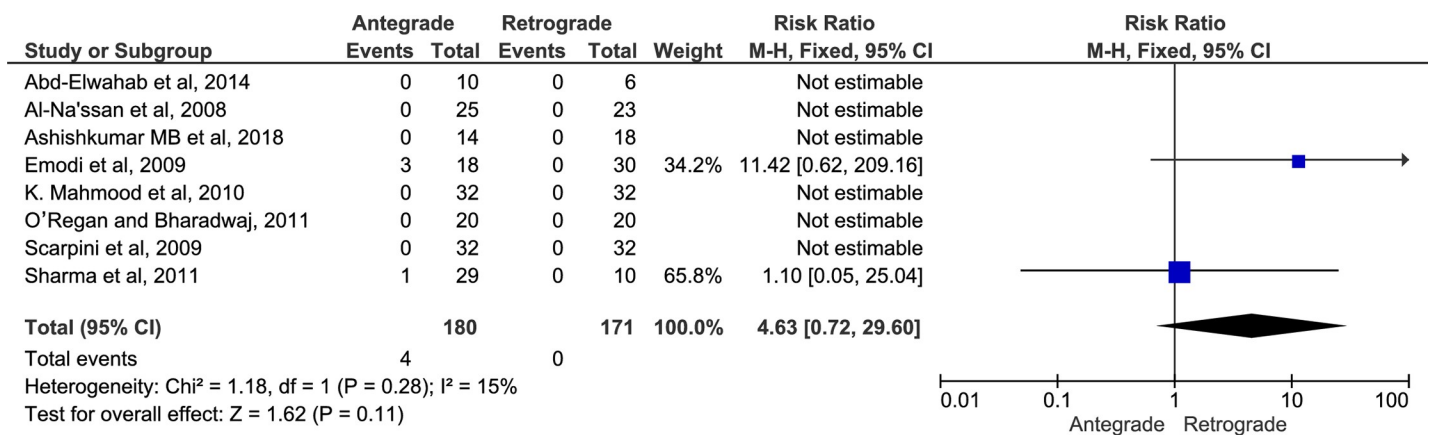 Antegrade Retrograde Risk Ratio Risk Ratio
Study or Subgroup Events Total Events Total Weight M-H, Fixed, 95% CI M-H, Fixed, 95% CI
Abd-Elwahab et al, 2014 0 10 0 6 Not estimable
Al-Na'ssan et al, 2008 0 25 0 23 Not estimable
Ashishkumar MB et al, 2018 0 14 0 18 Not estimable
Emodi et al, 2009 3 18 0 30 34.2% 11.42 [0.62, 209.16]
K. Mahmood et al, 2010 0 32 0 32 Not estimable
O’Regan and Bharadwaj, 2011 0 20 0 20 Not estimable
Scarpini et al, 2009 0 32 0 32 Not estimable
Sharma et al, 2011 1 29 0 10 65.8% 1.10 [0.05, 25.04]
Total (95% CI) 180 171 100.0% 4.63 [0.72, 29.60]
Total events 4 0
Heterogeneity: Chi² = 1.18, df = 1 (P = 0.28); I² = 15%
Test for overall effect: Z = 1.62 (P = 0.11)
0.01 0.1 1 10 100
Antegrade Retrograde